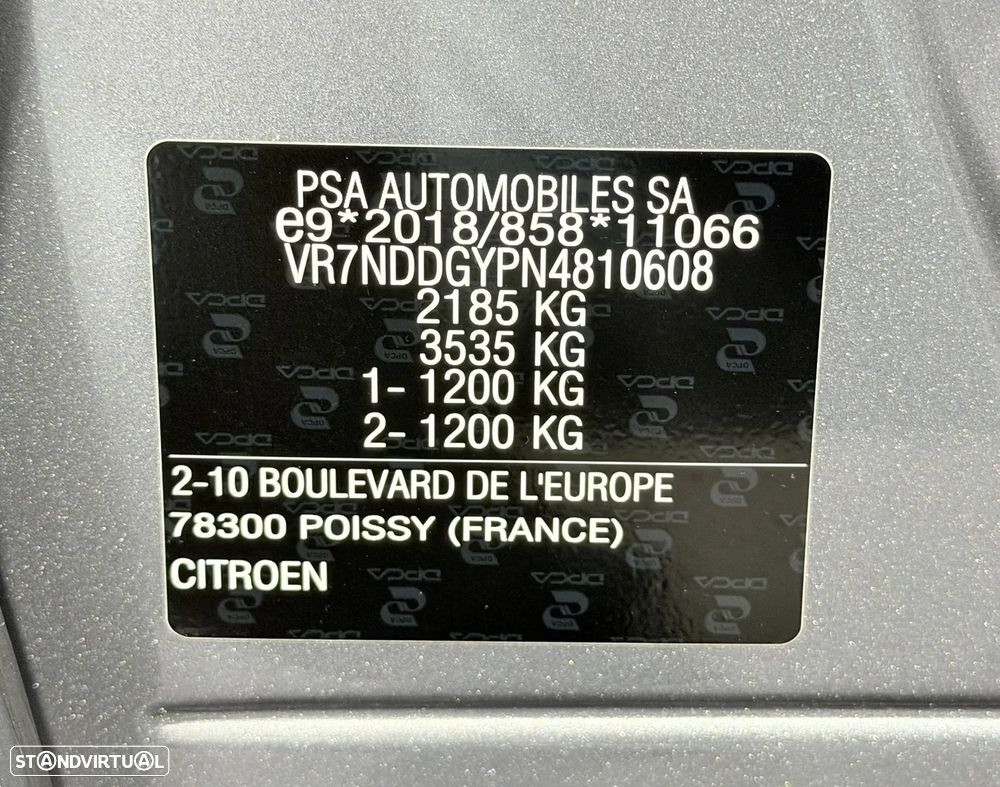 PSA AUTOMOBILES SA
e9*2018/858*11066
VR7NDDGYPN4810608
2185 KG
3535 KG
1- 1200 KG
2- 1200 KG
2-10 BOULEVARD DE L'EUROPE
78300 POISSY (FRANCE)
CITROEN
STANDVIRTUAL